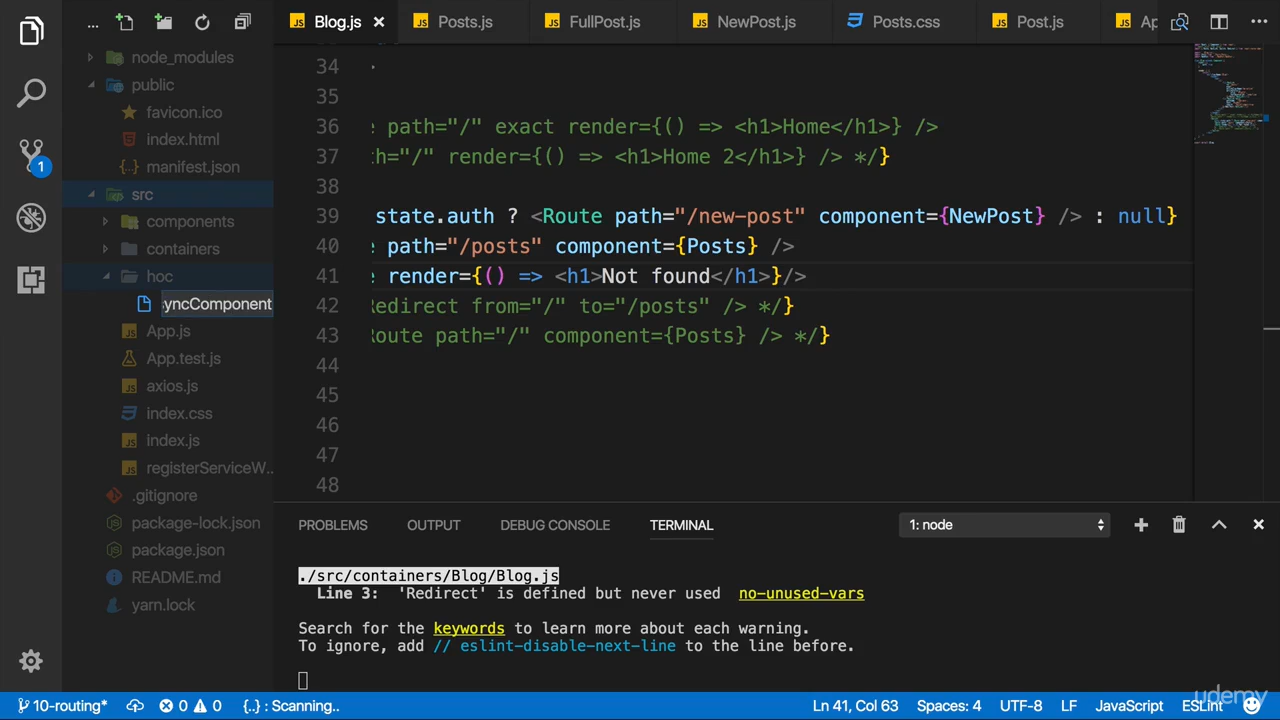 ...
Blog.js
Posts.js
FullPost.js
NewPost.js
Posts.css
Post.js
node_modules
public
favicon.ico
index.html
manifest.json
src
components
containers
hoc
yncComponent
App.js
App.test.js
axios.js
index.css
index.js
registerServiceW...
.gitignore
package-lock.json
package.json
README.md
yarn.lock
1
34
35
36 path="/" exact render={() => <h1>Home</h1>} />
37 th="/" render={() => <h1>Home 2</h1>} /> */}
38
39 state.auth ? <Route path="/new-post" component={NewPost} /> : null}
40 path="/posts" component={Posts} />
41 render={() => <h1>Not found</h1>}/>
42 Redirect from="/" to="/posts" /> */}
43 Route path="/" component={Posts} /> */}
44
45
46
47
48
PROBLEMS OUTPUT DEBUG CONSOLE TERMINAL 1: node
./src/containers/Blog/Blog.js
Line 3: 'Redirect' is defined but never used no-unused-vars
Search for the keywords to learn more about each warning.
To ignore, add // eslint-disable-next-line to the line before.
10-routing* 0 0 {..} : Scanning.. Ln 41, Col 63 Spaces: 4 UTF-8 LF JavaScript ESLint
udemy